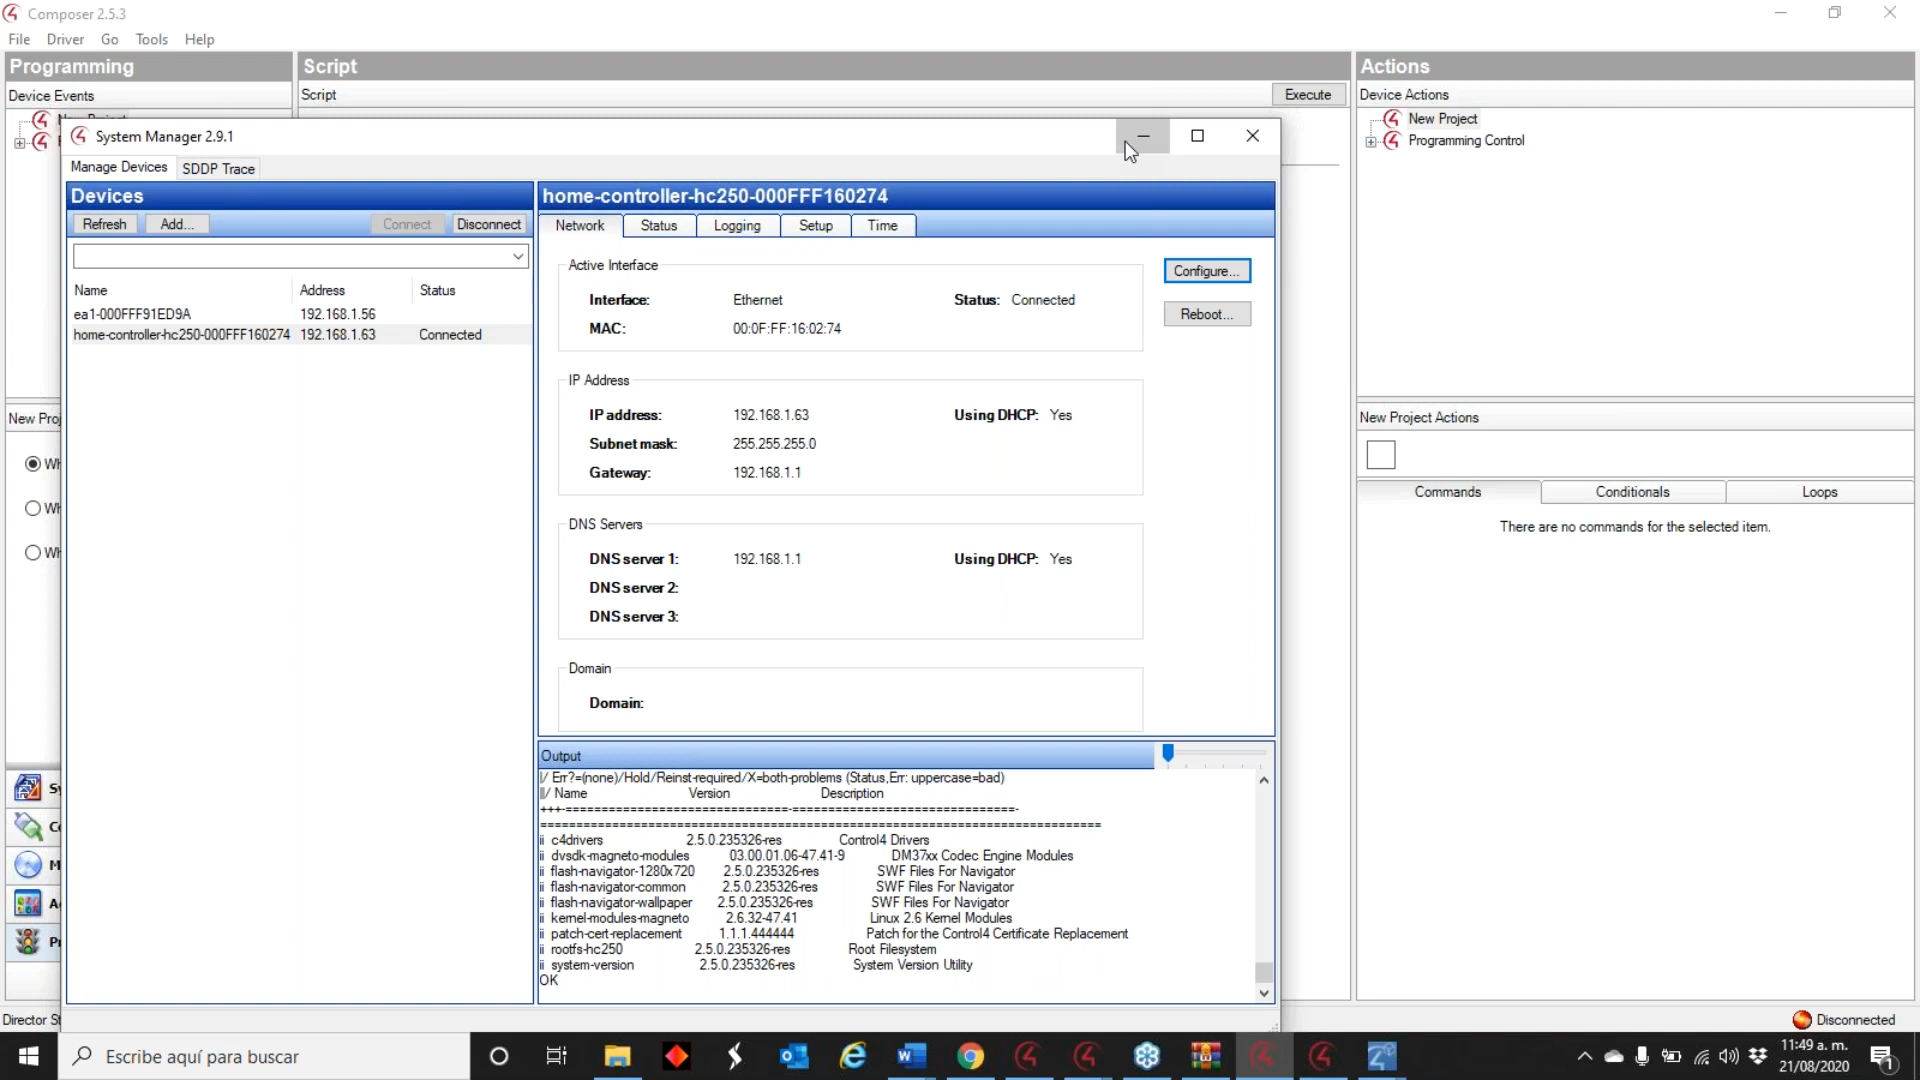 Composer 2.5.3
File Driver Go Tools Help
Programming
Device Events
Script
Script
Execute
Actions
Device Actions
New Project
Programming Control
System Manager 2.9.1
Manage Devices SDDP Trace
Devices
Refresh Add... Connect Disconnect
Name Address Status
ea1-000FFF91ED9A 192.168.1.56
home-controller-hc250-000FFF160274 192.168.1.63 Connected
home-controller-hc250-000FFF160274
Network Status Logging Setup Time
Active Interface
Interface: Ethernet Status: Connected
MAC: 00:0F:FF:16:02:74
Configure...
Reboot...
IP Address
IP address: 192.168.1.63 Using DHCP: Yes
Subnet mask: 255.255.255.0
Gateway: 192.168.1.1
DNS Servers
DNS server 1: 192.168.1.1 Using DHCP: Yes
DNS server 2:
DNS server 3:
Domain
Domain:
Output
|/ Err?=(none)/Hold/Reinst-required/X=both-problems (Status,Err: uppercase=bad)
||/ Name Version Description
ii c4drivers 2.5.0.235326-res Control4 Drivers
ii dvsdk-magneto-modules 03.00.01.06-47.41-9 DM37xx Codec Engine Modules
ii flash-navigator-1280x720 2.5.0.235326-res SWF Files For Navigator
ii flash-navigator-common 2.5.0.235326-res SWF Files For Navigator
ii flash-navigator-wallpaper 2.5.0.235326-res SWF Files For Navigator
ii kernel-modules-magneto 2.6.32-47.41 Linux 2.6 Kernel Modules
ii patch-cert-replacement 1.1.1.444444 Patch for the Control4 Certificate Replacement
ii rootfs-hc250 2.5.0.235326-res Root Filesystem
ii system-version 2.5.0.235326-res System Version Utility
OK
New Project Actions
Commands Conditionals Loops
There are no commands for the selected item.
Disconnected
Escribe aquí para buscar
11:49 a. m.
21/08/2020